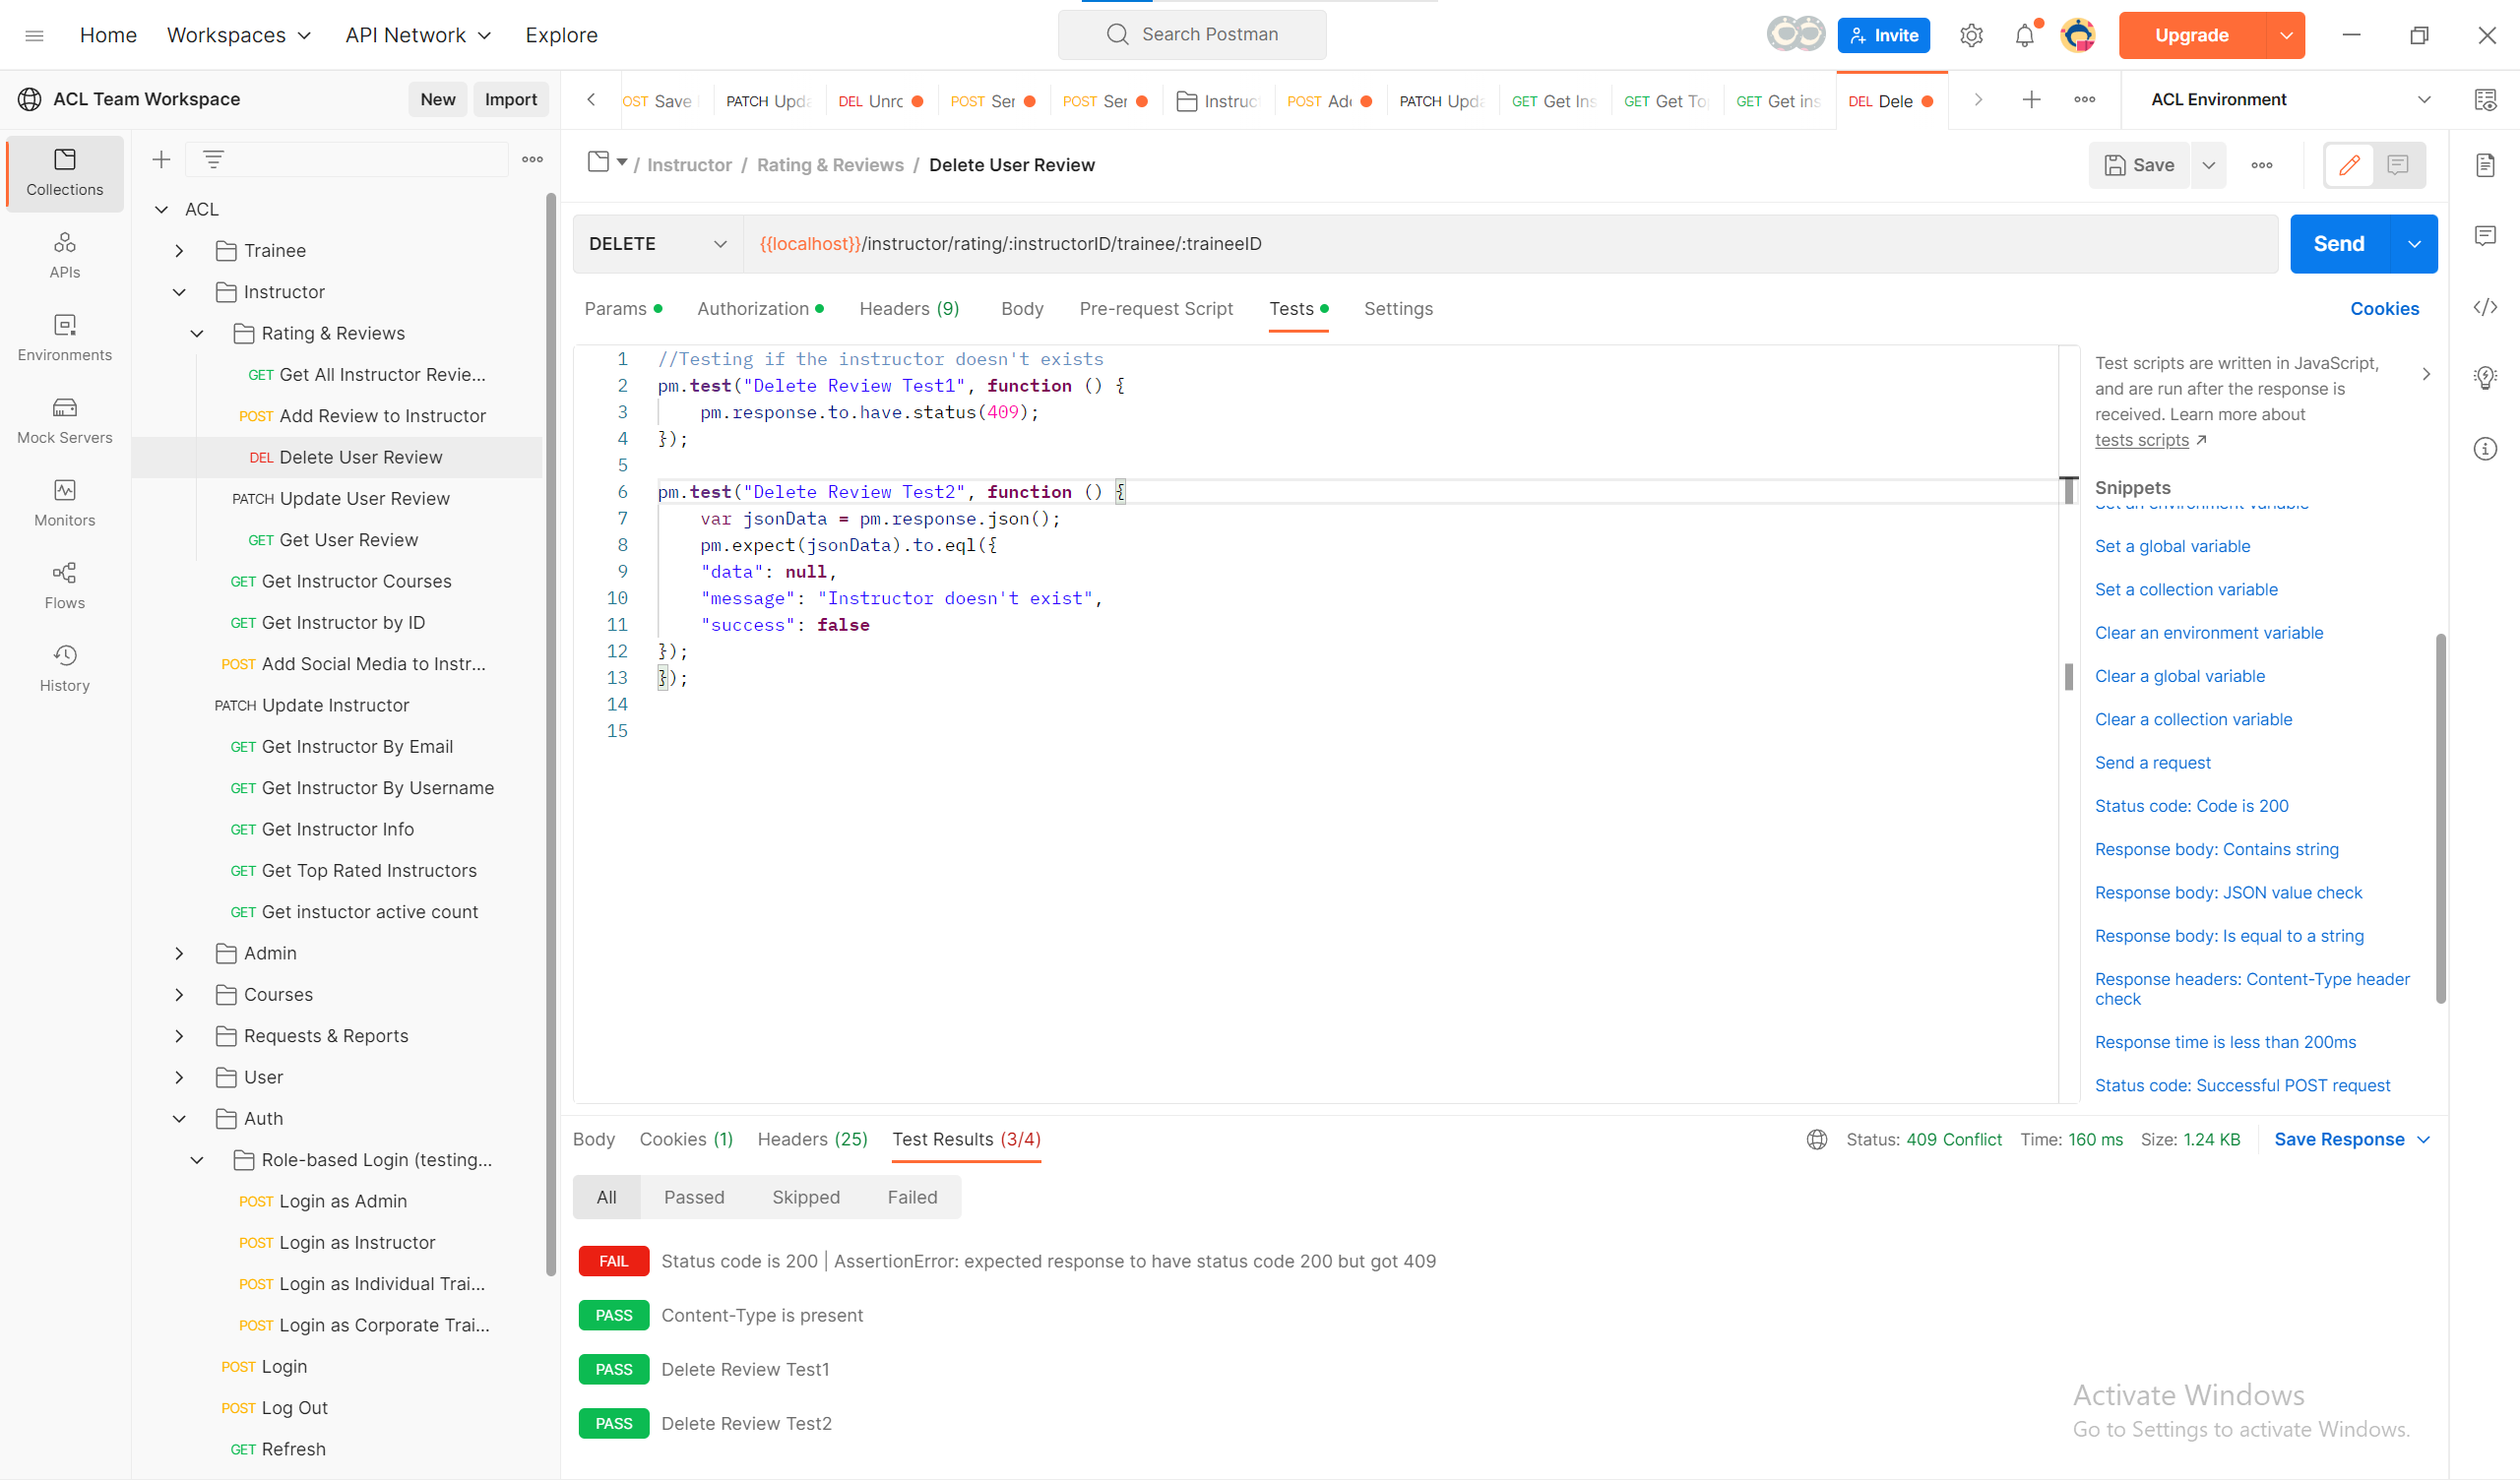 Home
Workspaces
API Network
Explore
Search Postman
Invite
Upgrade
ACL Team Workspace
New
Import
OST Save
PATCH Upda
DEL Unro
POST Ser
POST Ser
Instruc
POST Ad
PATCH Upda
GET Get Ins
GET Get To
GET Get ins
DEL Dele
ACL Environment
Collections
APIs
Environments
Mock Servers
Monitors
Flows
History
ACL
Trainee
Instructor
Rating & Reviews
GET Get All Instructor Revie...
POST Add Review to Instructor
DEL Delete User Review
PATCH Update User Review
GET Get User Review
GET Get Instructor Courses
GET Get Instructor by ID
POST Add Social Media to Instr...
PATCH Update Instructor
GET Get Instructor By Email
GET Get Instructor By Username
GET Get Instructor Info
GET Get Top Rated Instructors
GET Get instuctor active count
Admin
Courses
Requests & Reports
User
Auth
Role-based Login (testing...
POST Login as Admin
POST Login as Instructor
POST Login as Individual Trai...
POST Login as Corporate Trai...
POST Login
POST Log Out
GET Refresh
/ Instructor / Rating & Reviews / Delete User Review
Save
DELETE
{{localhost}}/instructor/rating/:instructorID/trainee/:traineeID
Send
Params
Authorization
Headers (9)
Body
Pre-request Script
Tests
Settings
Cookies
1 //Testing if the instructor doesn't exists
2 pm.test("Delete Review Test1", function () {
3 pm.response.to.have.status(409);
4 });
5
6 pm.test("Delete Review Test2", function () {
7 var jsonData = pm.response.json();
8 pm.expect(jsonData).to.eql({
9 "data": null,
10 "message": "Instructor doesn't exist",
11 "success": false
12 });
13 });
14
15
Test scripts are written in JavaScript,
and are run after the response is
received. Learn more about
tests scripts
Snippets
Set an environment variable
Set a global variable
Set a collection variable
Clear an environment variable
Clear a global variable
Clear a collection variable
Send a request
Status code: Code is 200
Response body: Contains string
Response body: JSON value check
Response body: Is equal to a string
Response headers: Content-Type header
check
Response time is less than 200ms
Status code: Successful POST request
Body
Cookies (1)
Headers (25)
Test Results (3/4)
Status: 409 Conflict
Time: 160 ms
Size: 1.24 KB
Save Response
All
Passed
Skipped
Failed
FAIL Status code is 200 | AssertionError: expected response to have status code 200 but got 409
PASS Content-Type is present
PASS Delete Review Test1
PASS Delete Review Test2
Activate Windows
Go to Settings to activate Windows.